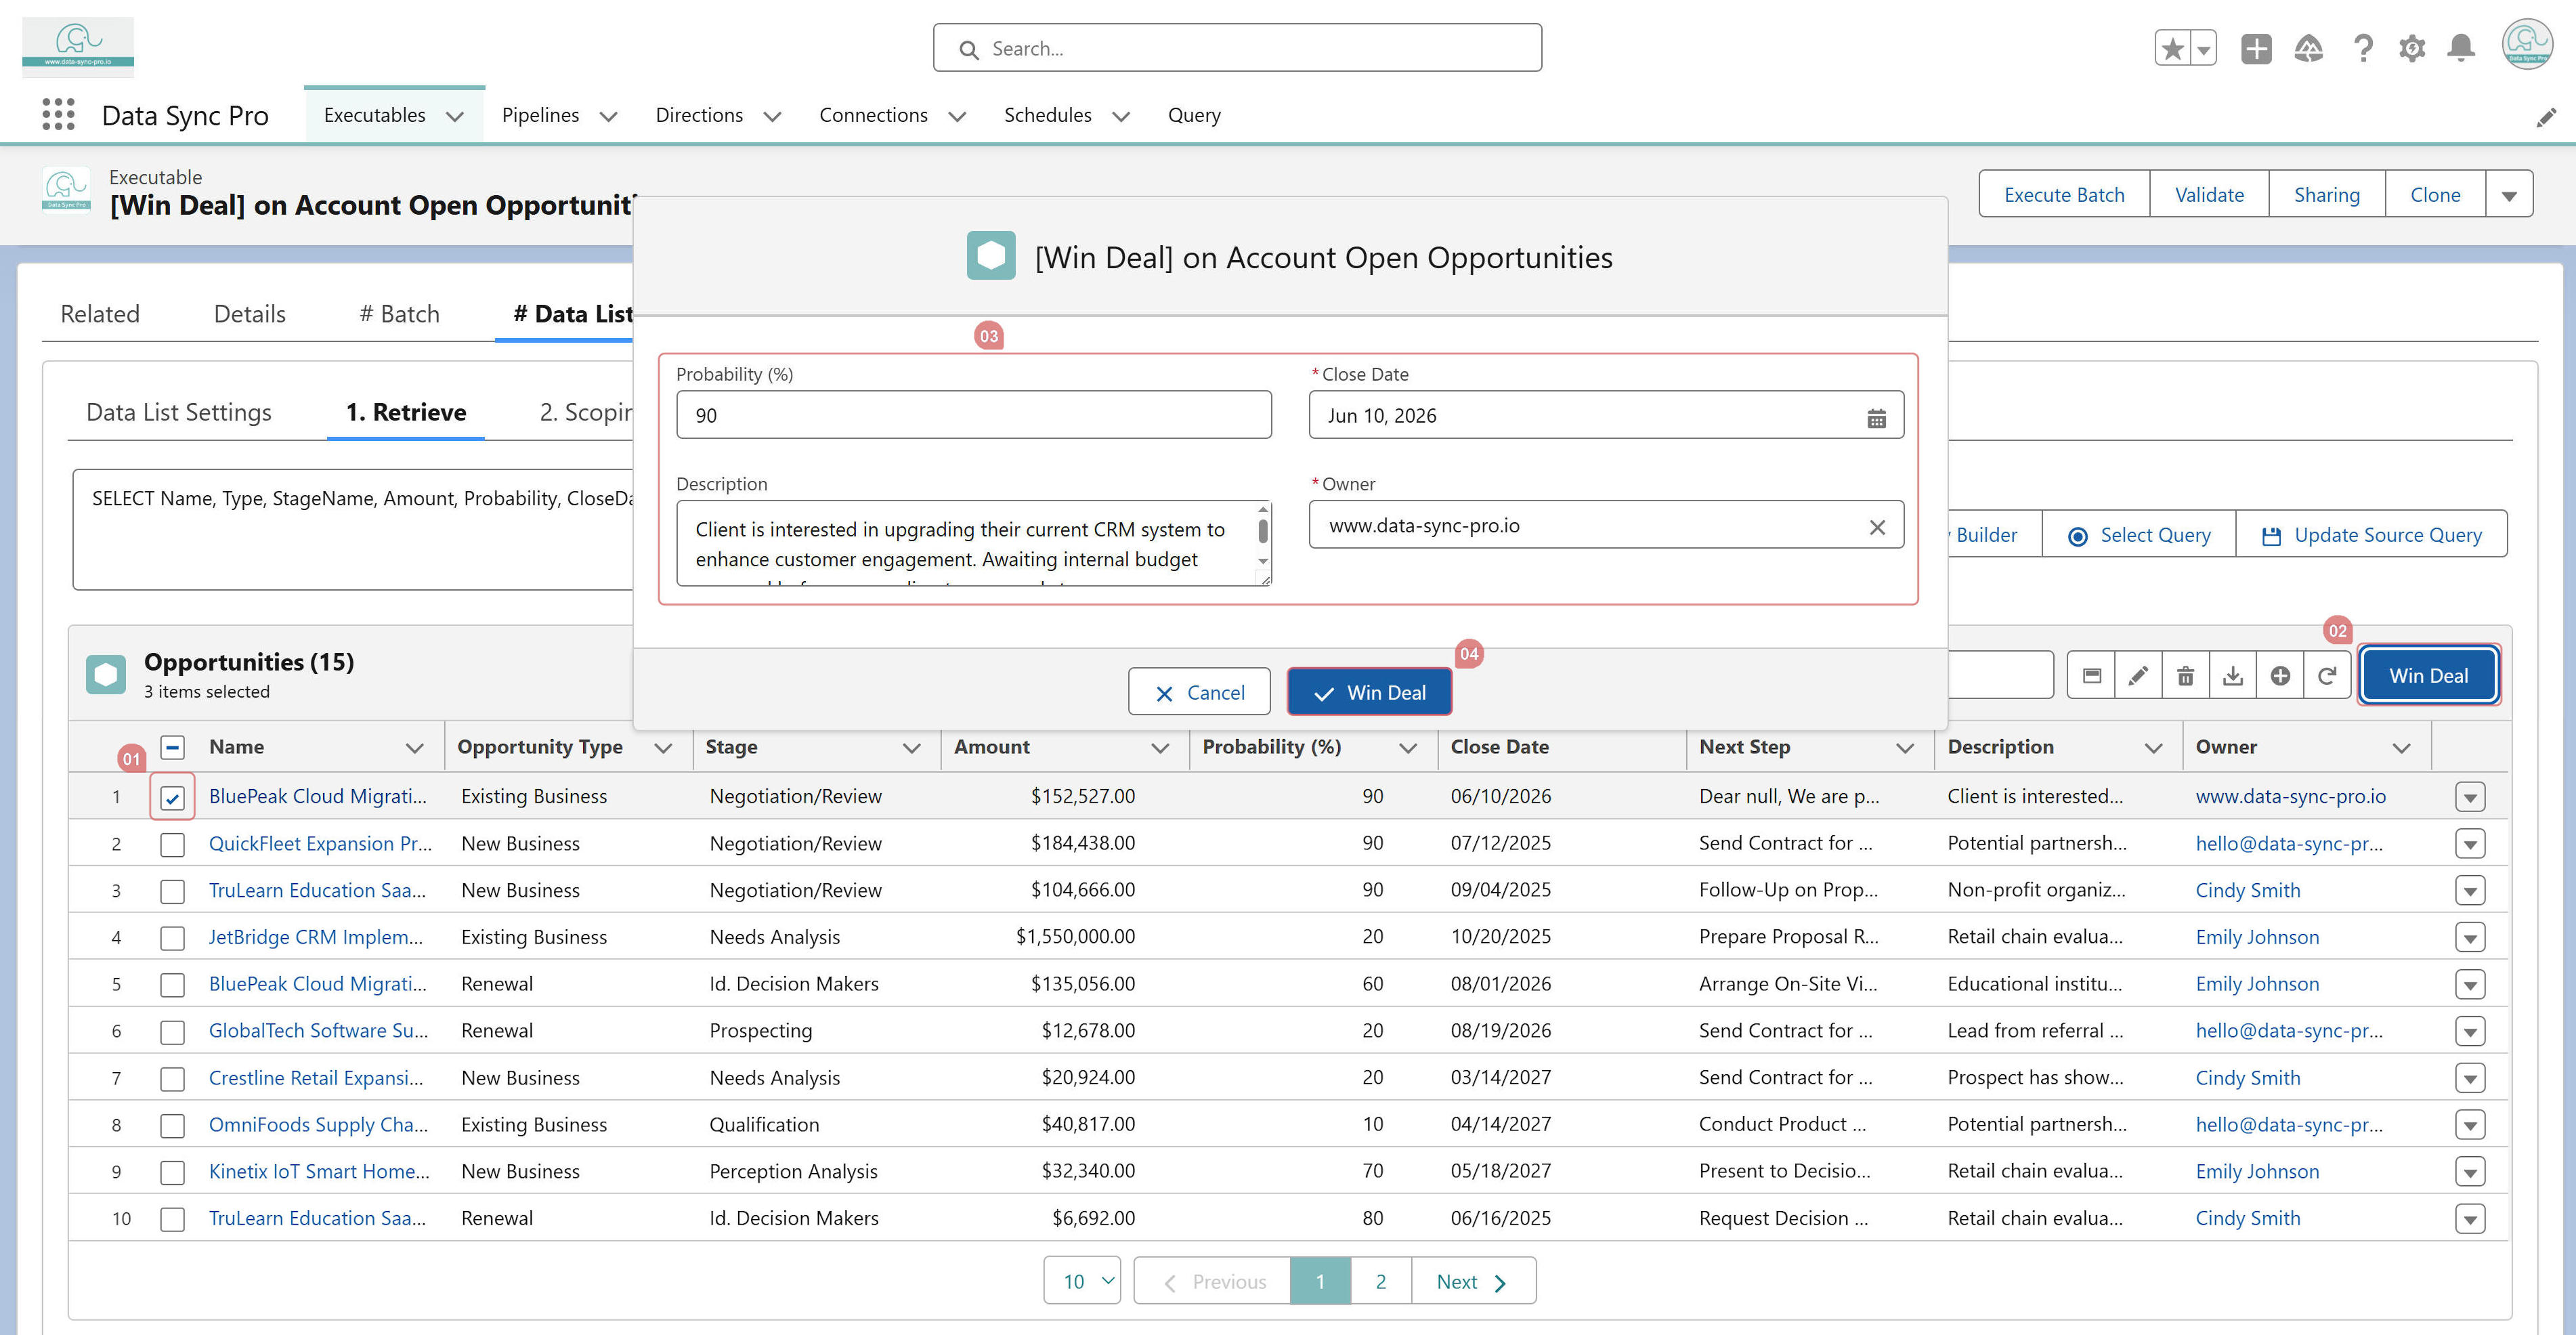 www.data-sync-pro.io
Search...
Data Sync Pro
Data Sync Pro
Executables
Pipelines
Directions
Connections
Schedules
Query
Data Sync Pro
Executable
[Win Deal] on Account Open Opportuniti
Execute Batch
Validate
Sharing
Clone
[Win Deal] on Account Open Opportunities
Related
Details
# Batch
# Data List
03
Probability (%)
90
*Close Date
Jun 10, 2026
Data List Settings
1. Retrieve
2. Scopin
Description
Client is interested in upgrading their current CRM system to
enhance customer engagement. Awaiting internal budget
*Owner
www.data-sync-pro.io
SELECT Name, Type, StageName, Amount, Probability, CloseDa
Builder
Select Query
Update Source Query
04
Cancel
Win Deal
Opportunities (15)
3 items selected
02
Win Deal
01
Name
Opportunity Type
Stage
Amount
Probability (%)
Close Date
Next Step
Description
Owner
1 BluePeak Cloud Migrati... Existing Business Negotiation/Review $152,527.00 90 06/10/2026 Dear null, We are p... Client is interested... www.data-sync-pro.io
2 QuickFleet Expansion Pr... New Business Negotiation/Review $184,438.00 90 07/12/2025 Send Contract for ... Potential partnersh... hello@data-sync-pr...
3 TruLearn Education Saa... New Business Negotiation/Review $104,666.00 90 09/04/2025 Follow-Up on Prop... Non-profit organiz... Cindy Smith
4 JetBridge CRM Implem... Existing Business Needs Analysis $1,550,000.00 20 10/20/2025 Prepare Proposal R... Retail chain evalua... Emily Johnson
5 BluePeak Cloud Migrati... Renewal Id. Decision Makers $135,056.00 60 08/01/2026 Arrange On-Site Vi... Educational institu... Emily Johnson
6 GlobalTech Software Su... Renewal Prospecting $12,678.00 20 08/19/2026 Send Contract for ... Lead from referral ... hello@data-sync-pr...
7 Crestline Retail Expansi... New Business Needs Analysis $20,924.00 20 03/14/2027 Send Contract for ... Prospect has show... Cindy Smith
8 OmniFoods Supply Cha... Existing Business Qualification $40,817.00 10 04/14/2027 Conduct Product ... Potential partnersh... hello@data-sync-pr...
9 Kinetix IoT Smart Home... New Business Perception Analysis $32,340.00 70 05/18/2027 Present to Decisio... Retail chain evalua... Emily Johnson
10 TruLearn Education Saa... Renewal Id. Decision Makers $6,692.00 80 06/16/2025 Request Decision ... Retail chain evalua... Cindy Smith
10
Previous
1
2
Next